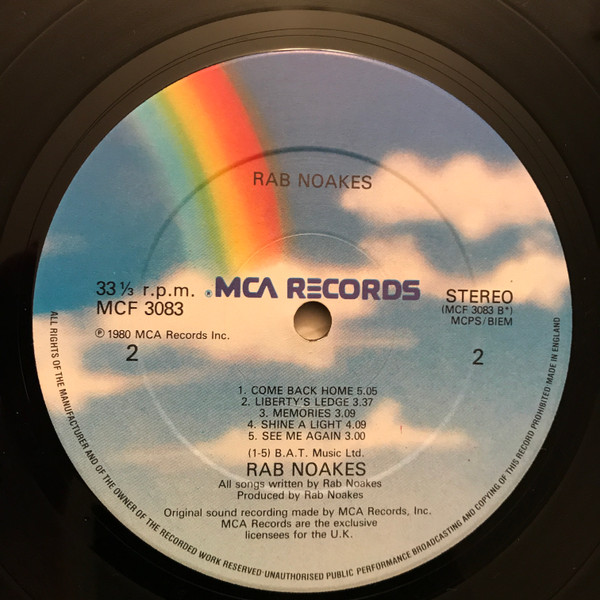 RAB NOAKES
33 1/3 r.p.m.
MCF 3083
® MCA RECORDS
STEREO
(MCF 3083 B*)
MCPS/BIEM
℗ 1980 MCA Records Inc.
2
2
1. COME BACK HOME 5.05
2. LIBERTY'S LEDGE 3.37
3. MEMORIES 3.09
4. SHINE A LIGHT 4.09
5. SEE ME AGAIN 3.00
(1-5) B.A.T. Music Ltd.
RAB NOAKES
All songs written by Rab Noakes
Produced by Rab Noakes
Original sound recording made by MCA Records, Inc.
MCA Records are the exclusive
licensees for the U.K.
ALL RIGHTS OF THE MANUFACTURER AND OF THE OWNER OF THE RECORDED WORK RESERVED·UNAUTHORISED PUBLIC PERFORMANCE BROADCASTING AND COPYING OF THIS RECORD PROHIBITED MADE IN ENGLAND